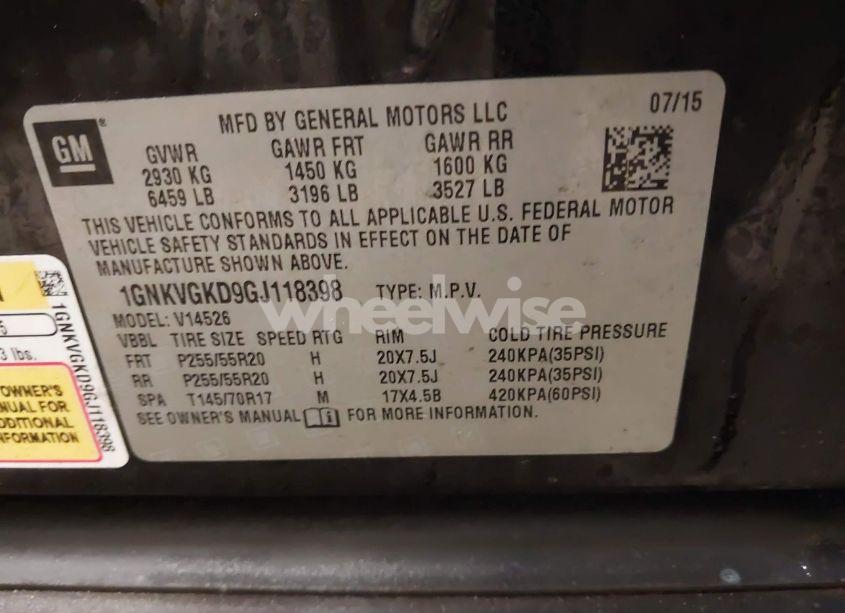 GM
®
MFD BY GENERAL MOTORS LLC
07/15
GVWR GAWR FRT GAWR RR
2930 KG 1450 KG 1600 KG
6459 LB 3196 LB 3527 LB
THIS VEHICLE CONFORMS TO ALL APPLICABLE U.S. FEDERAL MOTOR
VEHICLE SAFETY STANDARDS IN EFFECT ON THE DATE OF
MANUFACTURE SHOWN ABOVE.
1GNKVGKD9GJ118398 TYPE: M.P.V.
MODEL: V14526
VBBL TIRE SIZE SPEED RTG RIM COLD TIRE PRESSURE
FRT P255/55R20 H 20X7.5J 240KPA(35PSI)
RR P255/55R20 H 20X7.5J 240KPA(35PSI)
SPA T145/70R17 M 17X4.5B 420KPA(60PSI)
SEE OWNER'S MANUAL FOR MORE INFORMATION.
wheelwise
1GNKVGKD9GJ118398
5
3 lbs.
OWNER'S
MANUAL FOR
ADDITIONAL
INFORMATION